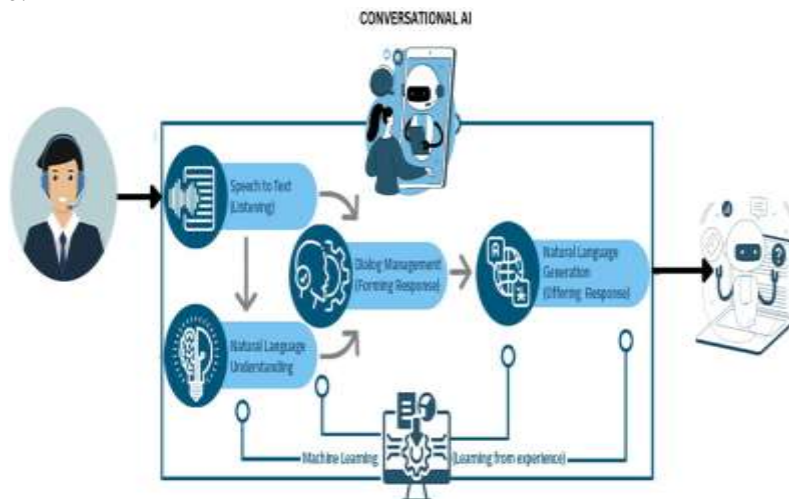 CONVERSATIONAL AI
Speech to Text
(Listening)
Dialog Management
(Forming Response)
Natural Language
Generation
(Offering Response)
Natural Language
Understanding
Machine Learning
(Learning from experience)